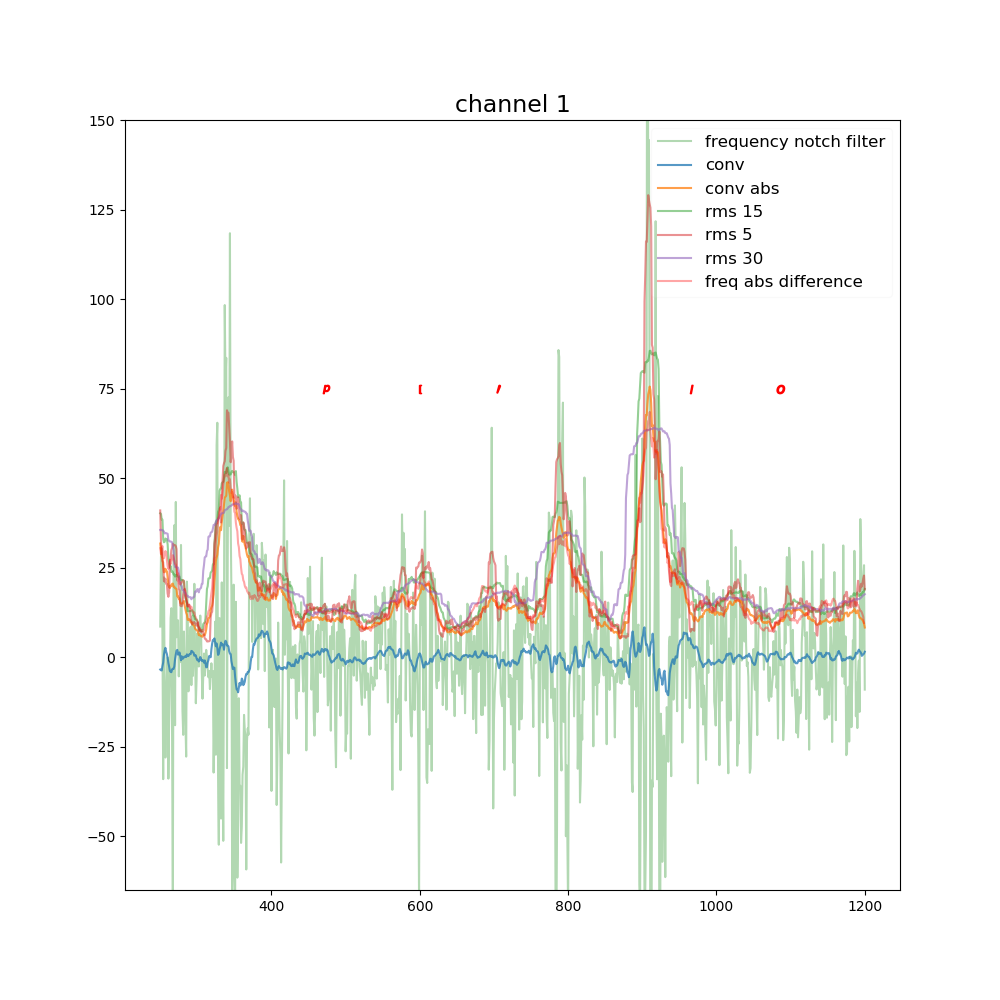 channel 1
150
125
100
75
50
25
0
−25
−50
400
600
800
1000
1200
frequency notch filter
conv
conv abs
rms 15
rms 5
rms 30
freq abs difference